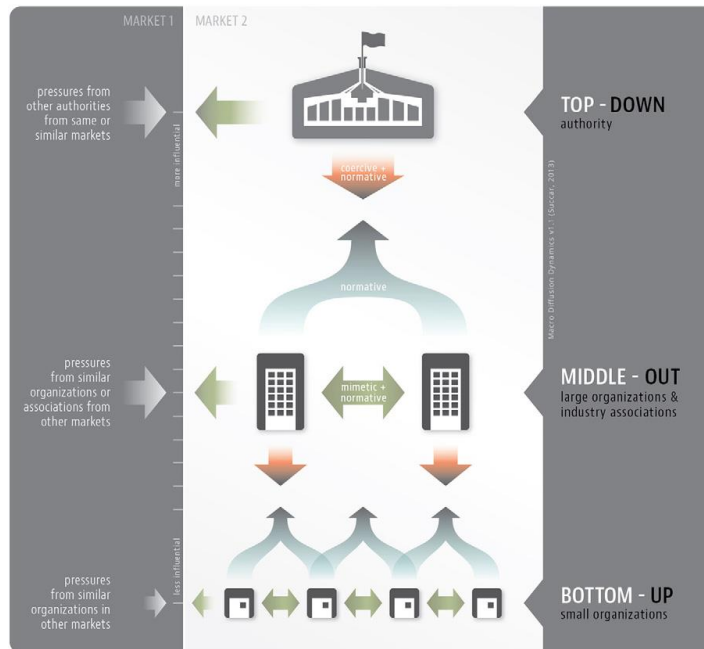 MARKET 1
MARKET 2
pressures from
other authorities
from same or
similar markets
more influential
TOP - DOWN
authority
coercive +
normative
Macro Diffusion Dynamics v1.1 (Succar, 2013)
normative
pressures
from similar
organizations or
associations from
other markets
mimetic +
normative
MIDDLE - OUT
large organizations &
industry associations
less influential
pressures
from similar
organizations in
other markets
BOTTOM - UP
small organizations